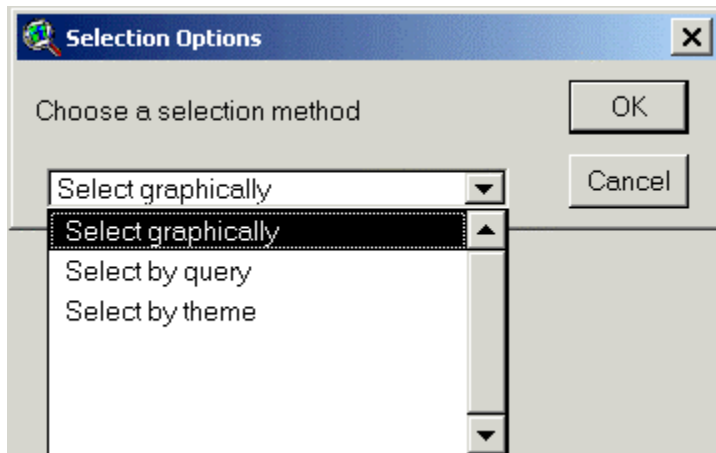 Selection Options
Choose a selection method
OK
Select graphically
Cancel
Select graphically
Select by query
Select by theme